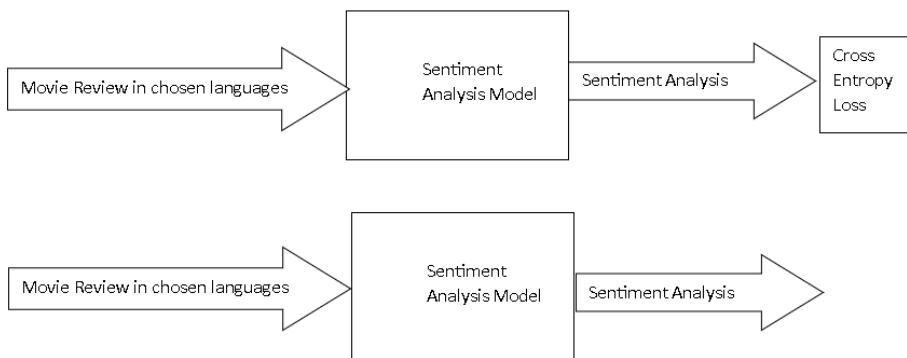 Movie Review in chosen languages
Sentiment
Analysis Model
Sentiment Analysis
Cross
Entropy
Loss
Movie Review in chosen languages
Sentiment
Analysis Model
Sentiment Analysis